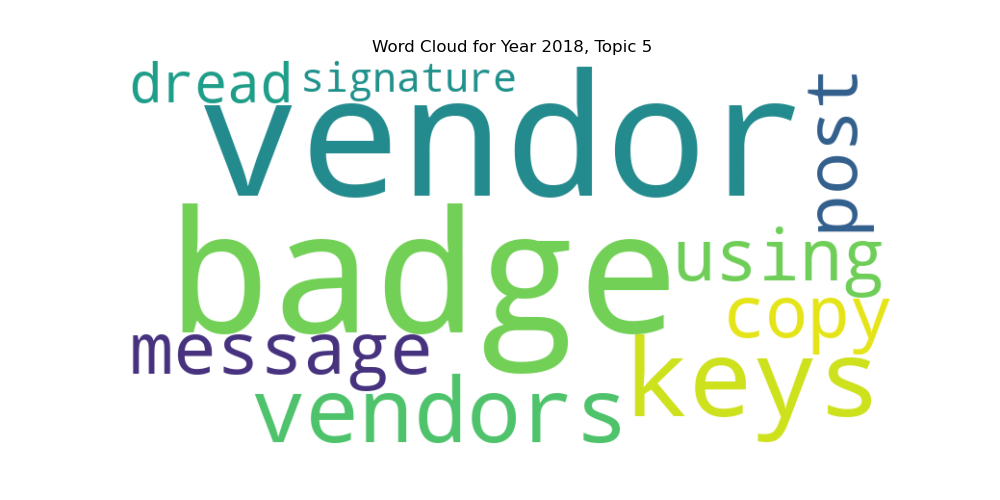 Word Cloud for Year 2018, Topic 5
dread
signature
vendor
post
badge
using
copy
message
keys
vendors